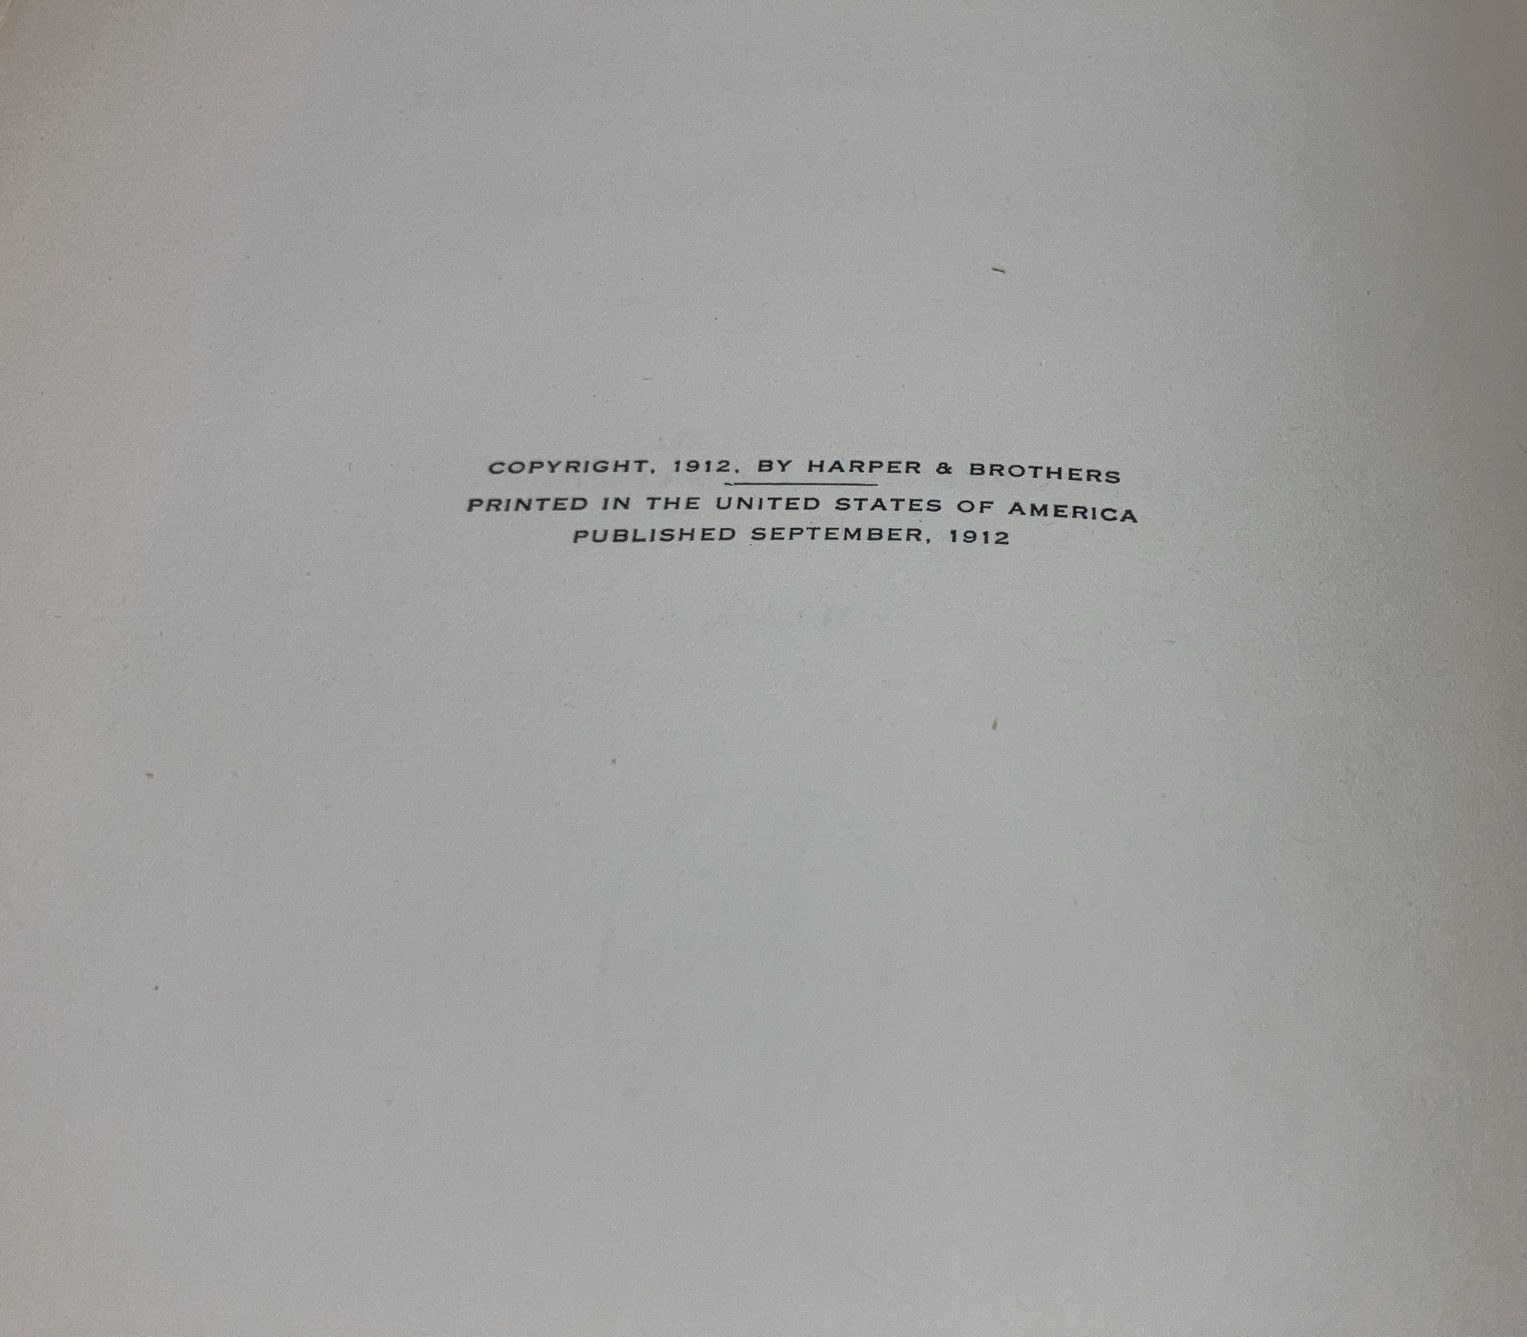 COPYRIGHT, 1912, BY HARPER & BROTHERS
PRINTED IN THE UNITED STATES OF AMERICA
PUBLISHED SEPTEMBER, 1912